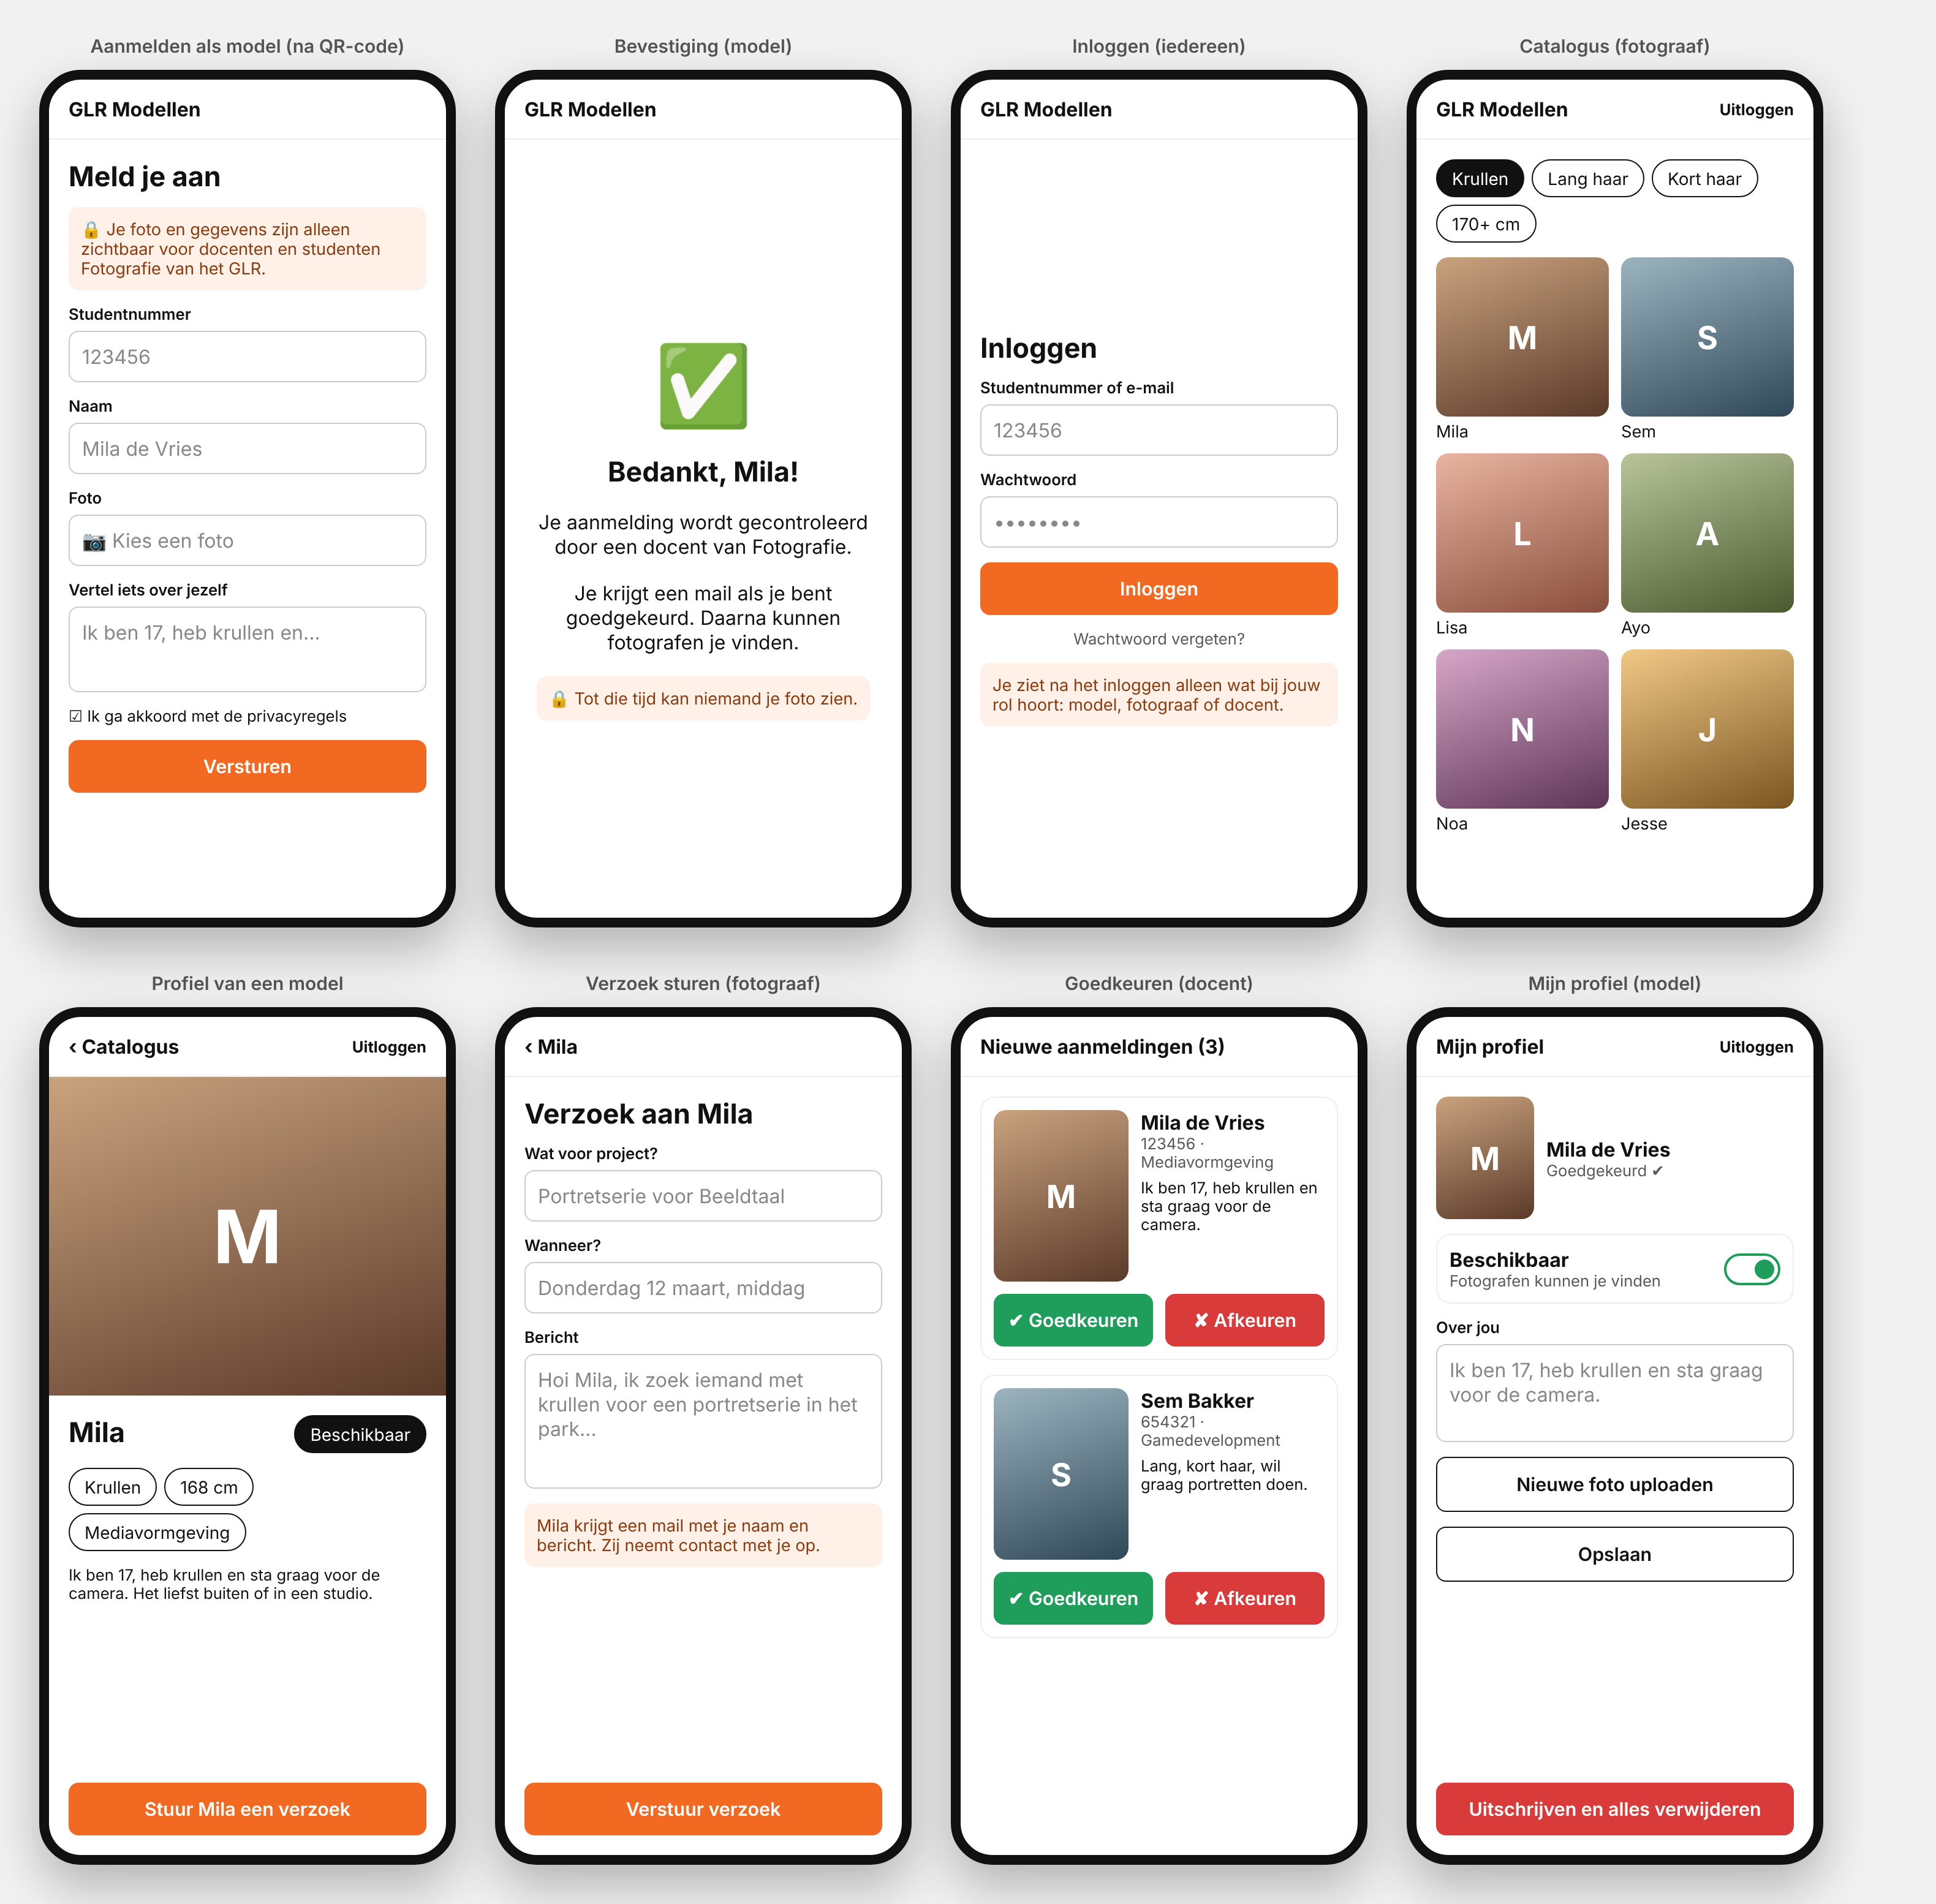 Aanmelden als model (na QR-code)
GLR Modellen
Meld je aan
🔒 Je foto en gegevens zijn alleen
zichtbaar voor docenten en studenten
Fotografie van het GLR.
Studentnummer
123456
Naam
Mila de Vries
Foto
📷 Kies een foto
Vertel iets over jezelf
Ik ben 17, heb krullen en...
☑ Ik ga akkoord met de privacyregels
Versturen
Bevestiging (model)
GLR Modellen
✅
Bedankt, Mila!
Je aanmelding wordt gecontroleerd
door een docent van Fotografie.
Je krijgt een mail als je bent
goedgekeurd. Daarna kunnen
fotografen je vinden.
🔒 Tot die tijd kan niemand je foto zien.
Inloggen (iedereen)
GLR Modellen
Inloggen
Studentnummer of e-mail
123456
Wachtwoord
••••••••
Inloggen
Wachtwoord vergeten?
Je ziet na het inloggen alleen wat bij jouw
rol hoort: model, fotograaf of docent.
Catalogus (fotograaf)
GLR Modellen Uitloggen
Krullen Lang haar Kort haar
170+ cm
M S
Mila Sem
L A
Lisa Ayo
N J
Noa Jesse
Profiel van een model
‹ Catalogus Uitloggen
M
Mila Beschikbaar
Krullen 168 cm
Mediavormgeving
Ik ben 17, heb krullen en sta graag voor de
camera. Het liefst buiten of in een studio.
Stuur Mila een verzoek
Verzoek sturen (fotograaf)
‹ Mila
Verzoek aan Mila
Wat voor project?
Portretserie voor Beeldtaal
Wanneer?
Donderdag 12 maart, middag
Bericht
Hoi Mila, ik zoek iemand met
krullen voor een portretserie in het
park...
Mila krijgt een mail met je naam en
bericht. Zij neemt contact met je op.
Verstuur verzoek
Goedkeuren (docent)
Nieuwe aanmeldingen (3)
M
Mila de Vries
123456 ·
Mediavormgeving
Ik ben 17, heb krullen en
sta graag voor de
camera.
✔ Goedkeuren ✘ Afkeuren
S
Sem Bakker
654321 ·
Gamedevelopment
Lang, kort haar, wil
graag portretten doen.
✔ Goedkeuren ✘ Afkeuren
Mijn profiel (model)
Mijn profiel Uitloggen
M
Mila de Vries
Goedgekeurd ✔
Beschikbaar
Fotografen kunnen je vinden
Over jou
Ik ben 17, heb krullen en sta graag
voor de camera.
Nieuwe foto uploaden
Opslaan
Uitschrijven en alles verwijderen